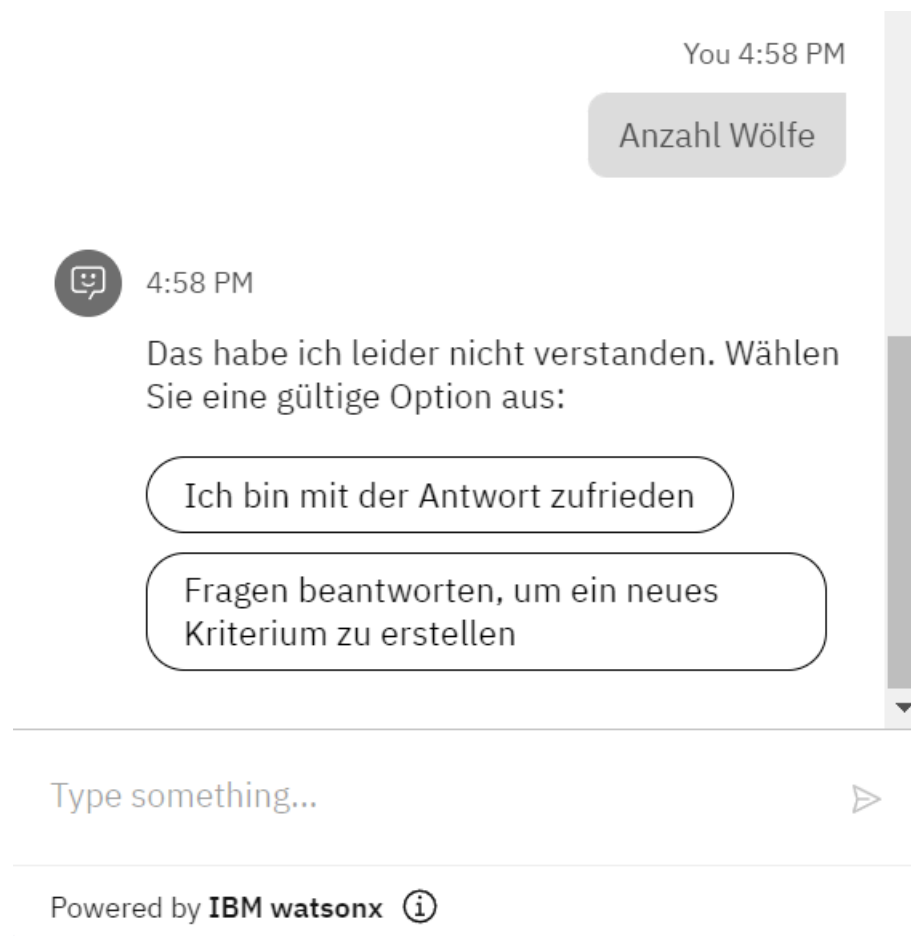 You 4:58 PM
Anzahl Wölfe
4:58 PM
Das habe ich leider nicht verstanden. Wählen
Sie eine gültige Option aus:
Ich bin mit der Antwort zufrieden
Fragen beantworten, um ein neues
Kriterium zu erstellen
Type something...
Powered by IBM watsonx